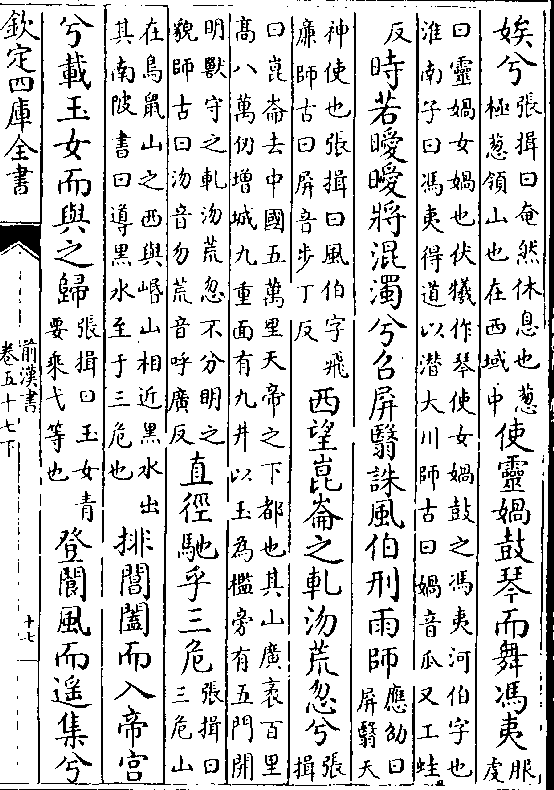 娭兮張揖曰奄然休息也葱極葱領山也在西域中使靈媧鼓琴而舞馮夷服虔
曰靈媧女媧也伏犧作琴使女媧鼓之馮夷河伯字也
淮南子曰馮夷得道以潛大川師古曰媧音瓜又工蛙
反時若曖曖將混濁兮召屏翳誅風伯刑雨師應劭曰屏翳天
神使也張揖曰風伯字飛廉師古曰屏音步丁反西望崑崙之軋沕荒忽兮張揖
曰崑崙去中國五萬里天帝之下都也其山廣袤百里
高八萬仞增城九重面有九井以玉為檻旁有五門開
明獸守之軋沕荒忽不分明之貌師古曰沕音勿荒音呼廣反直徑馳乎三危張揖曰三危山
在鳥鼠山之西與㟭山相近黑水出其南陂書曰導黑水至于三危也排閶闔而入帝宮
兮載玉女而與之歸張揖曰玉女青要乘弋等也登閬風而遥集兮
欽定四庫全書
前漢書
卷五十七下
十七